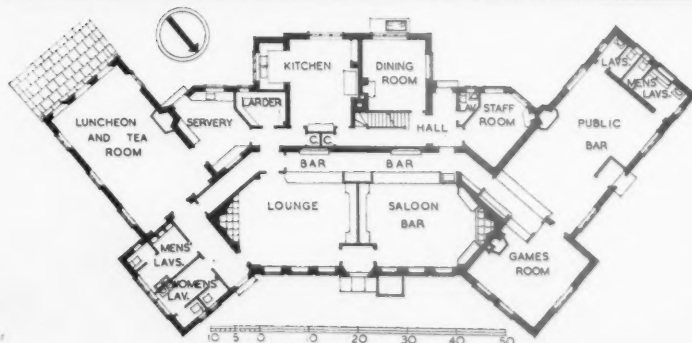 KITCHEN
DINING
ROOM
LARDER
SERVERY
LUNCHEON
AND TEA
ROOM
HALL
LAV.
STAFF
ROOM
LAVS.
MENS
LAVS.
PUBLIC
BAR
C C
BAR
BAR
LOUNGE
SALOON
BAR
GAMES
ROOM
MENS
LAVS.
WOMENS
LAV.
10 5 0 10 20 30 40 50